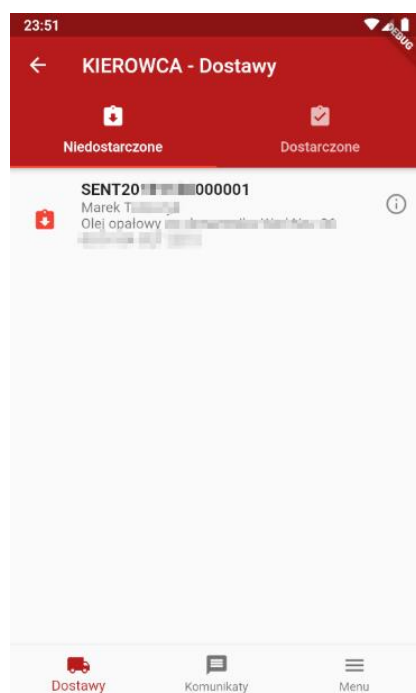 23:51
DEBUG
KIEROWCA - Dostawy
Niedostarczone
Dostarczone
SENT20 000001
Marek
Olej opałowy
Dostawy
Komunikaty
Menu